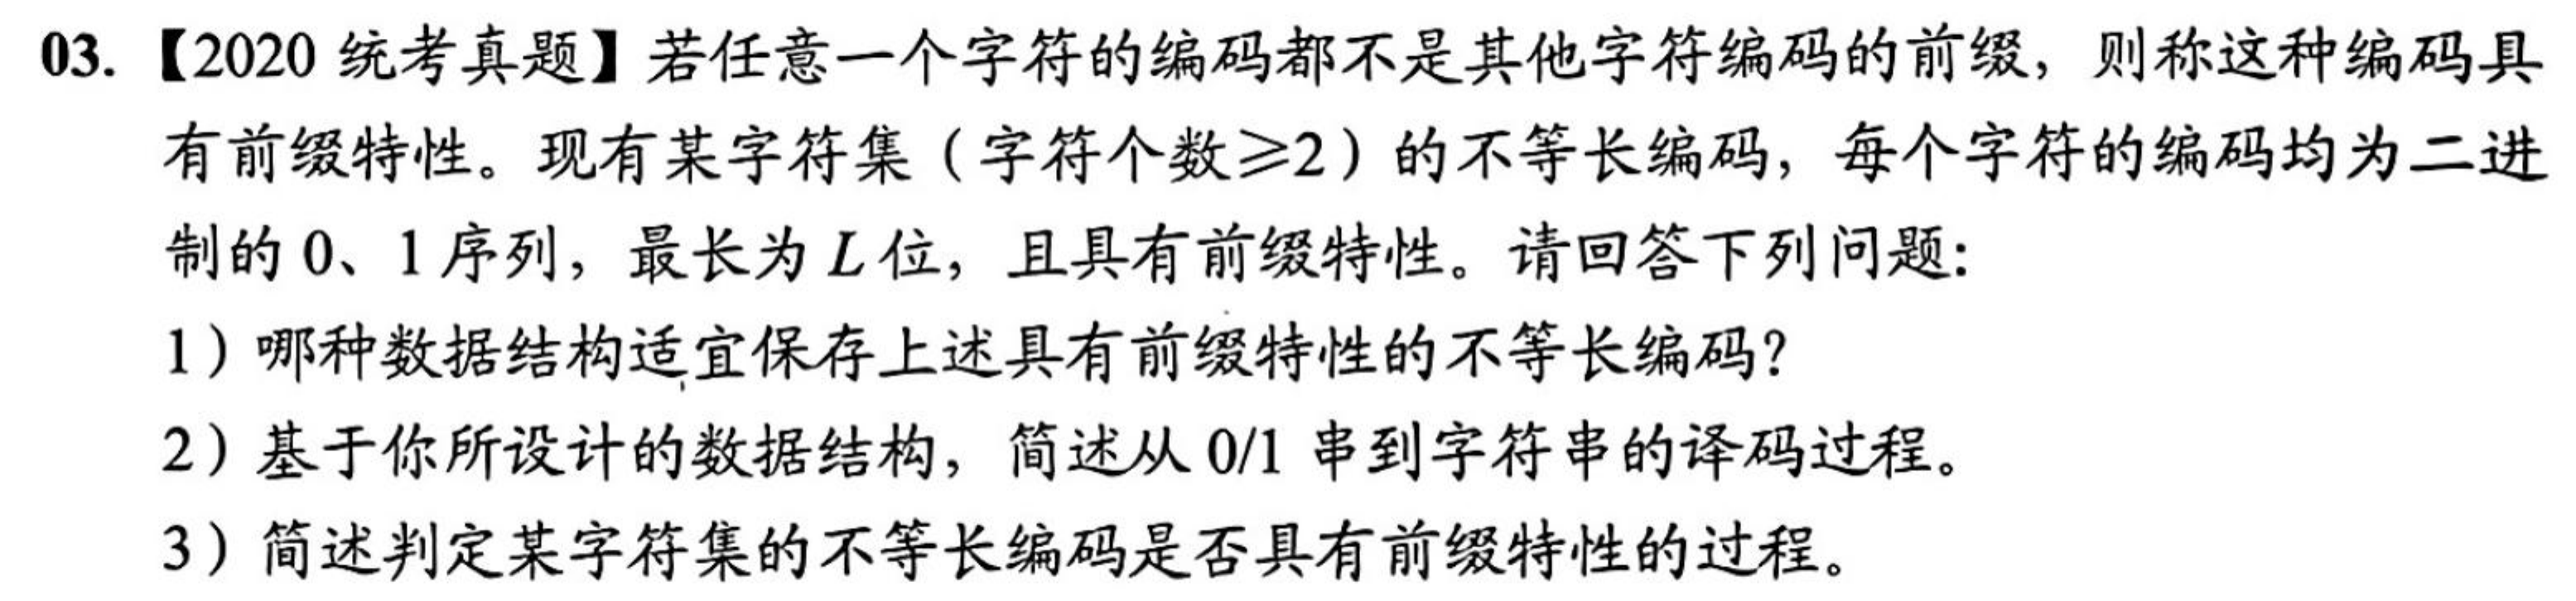 03.【2020 统考真题】若任意一个字符的编码都不是其他字符编码的前缀，则称这种编码具
有前缀特性。现有某字符集（字符个数≥2）的不等长编码，每个字符的编码均为二进
制的 0、1 序列，最长为 L 位，且具有前缀特性。请回答下列问题：
1）哪种数据结构适宜保存上述具有前缀特性的不等长编码？
2）基于你所设计的数据结构，简述从 0/1 串到字符串的译码过程。
3）简述判定某字符集的不等长编码是否具有前缀特性的过程。